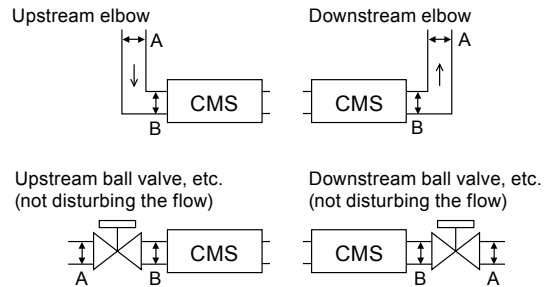 Upstream elbow
A
B
CMS
Downstream elbow
A
B
CMS
Upstream ball valve, etc.
(not disturbing the flow)
A
B
CMS
Downstream ball valve, etc.
(not disturbing the flow)
CMS
B
A